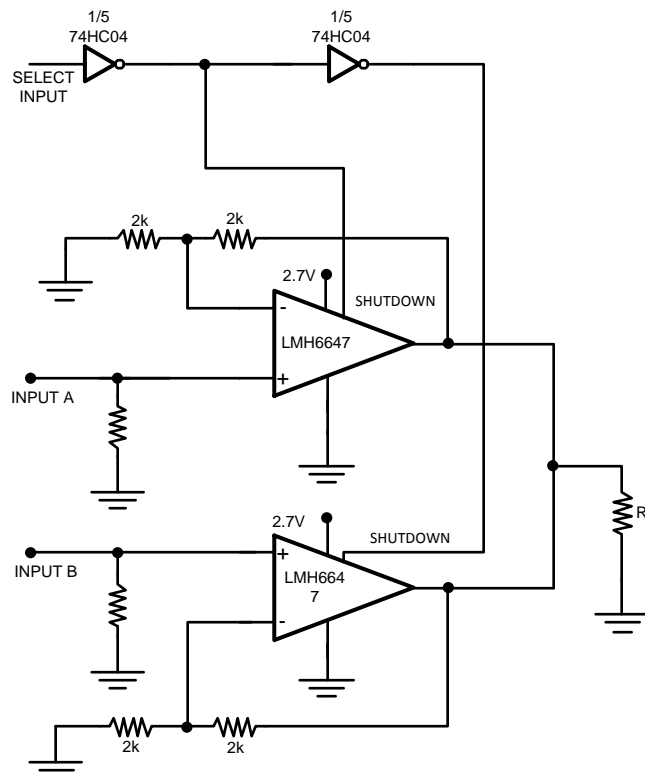 1/5
74HC04
1/5
74HC04
SELECT
INPUT
2k
2k
2.7V
SHUTDOWN
-
LMH6647
+
INPUT A
2.7V
SHUTDOWN
+
INPUT B
LMH664
7
-
R
2k
2k